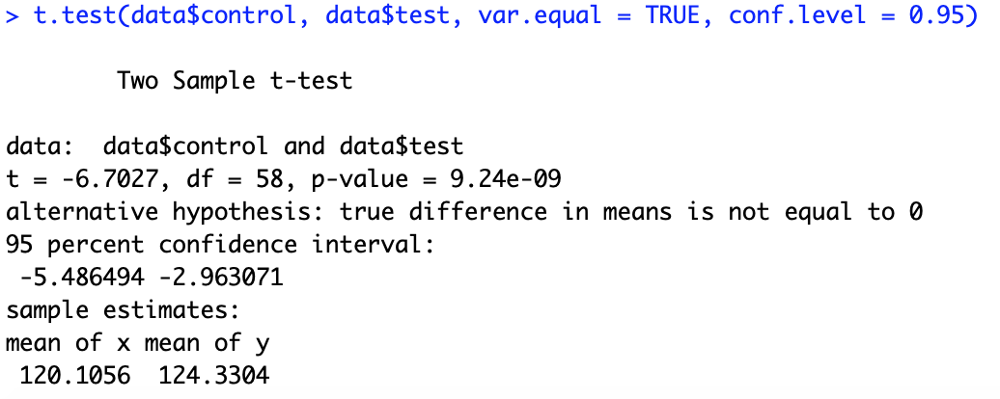 > t.test(data$control, data$test, var.equal = TRUE, conf.level = 0.95)
Two Sample t-test
data:  data$control and data$test
t = -6.7027, df = 58, p-value = 9.24e-09
alternative hypothesis: true difference in means is not equal to 0
95 percent confidence interval:
 -5.486494 -2.963071
sample estimates:
mean of x mean of y
 120.1056  124.3304